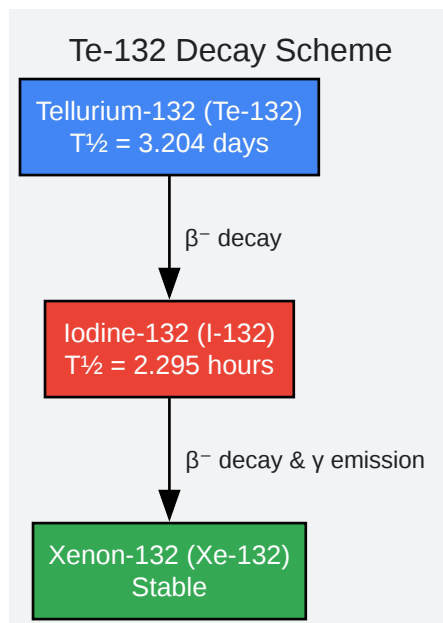 Te-132 Decay Scheme
Tellurium-132 (Te-132)
T½ = 3.204 days
β⁻ decay
Iodine-132 (I-132)
T½ = 2.295 hours
β⁻ decay & γ emission
Xenon-132 (Xe-132)
Stable